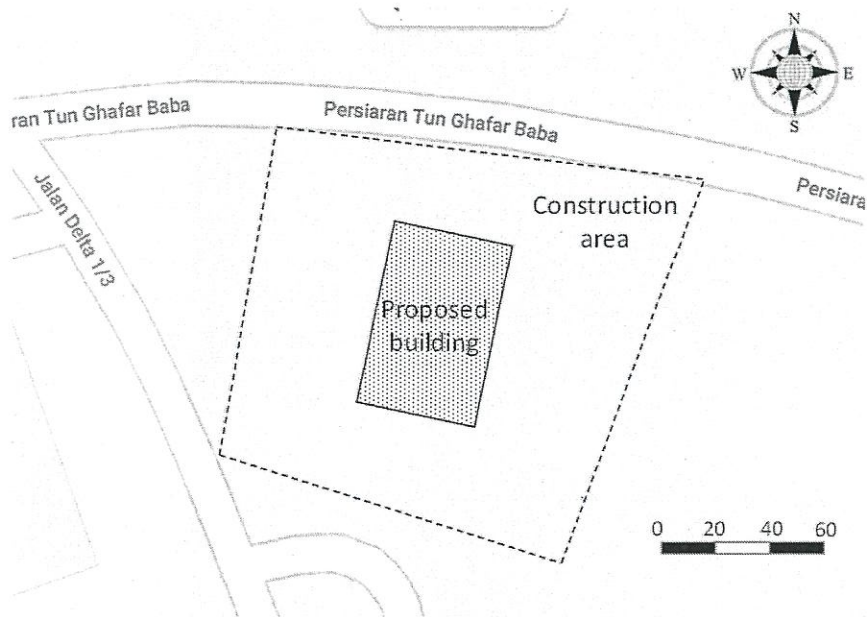 N
W E
S
ran Tun Ghafar Baba
Persiaran Tun Ghafar Baba
Persiara
Jalan Delta 1/3
Construction
area
Proposed
building
0 20 40 60